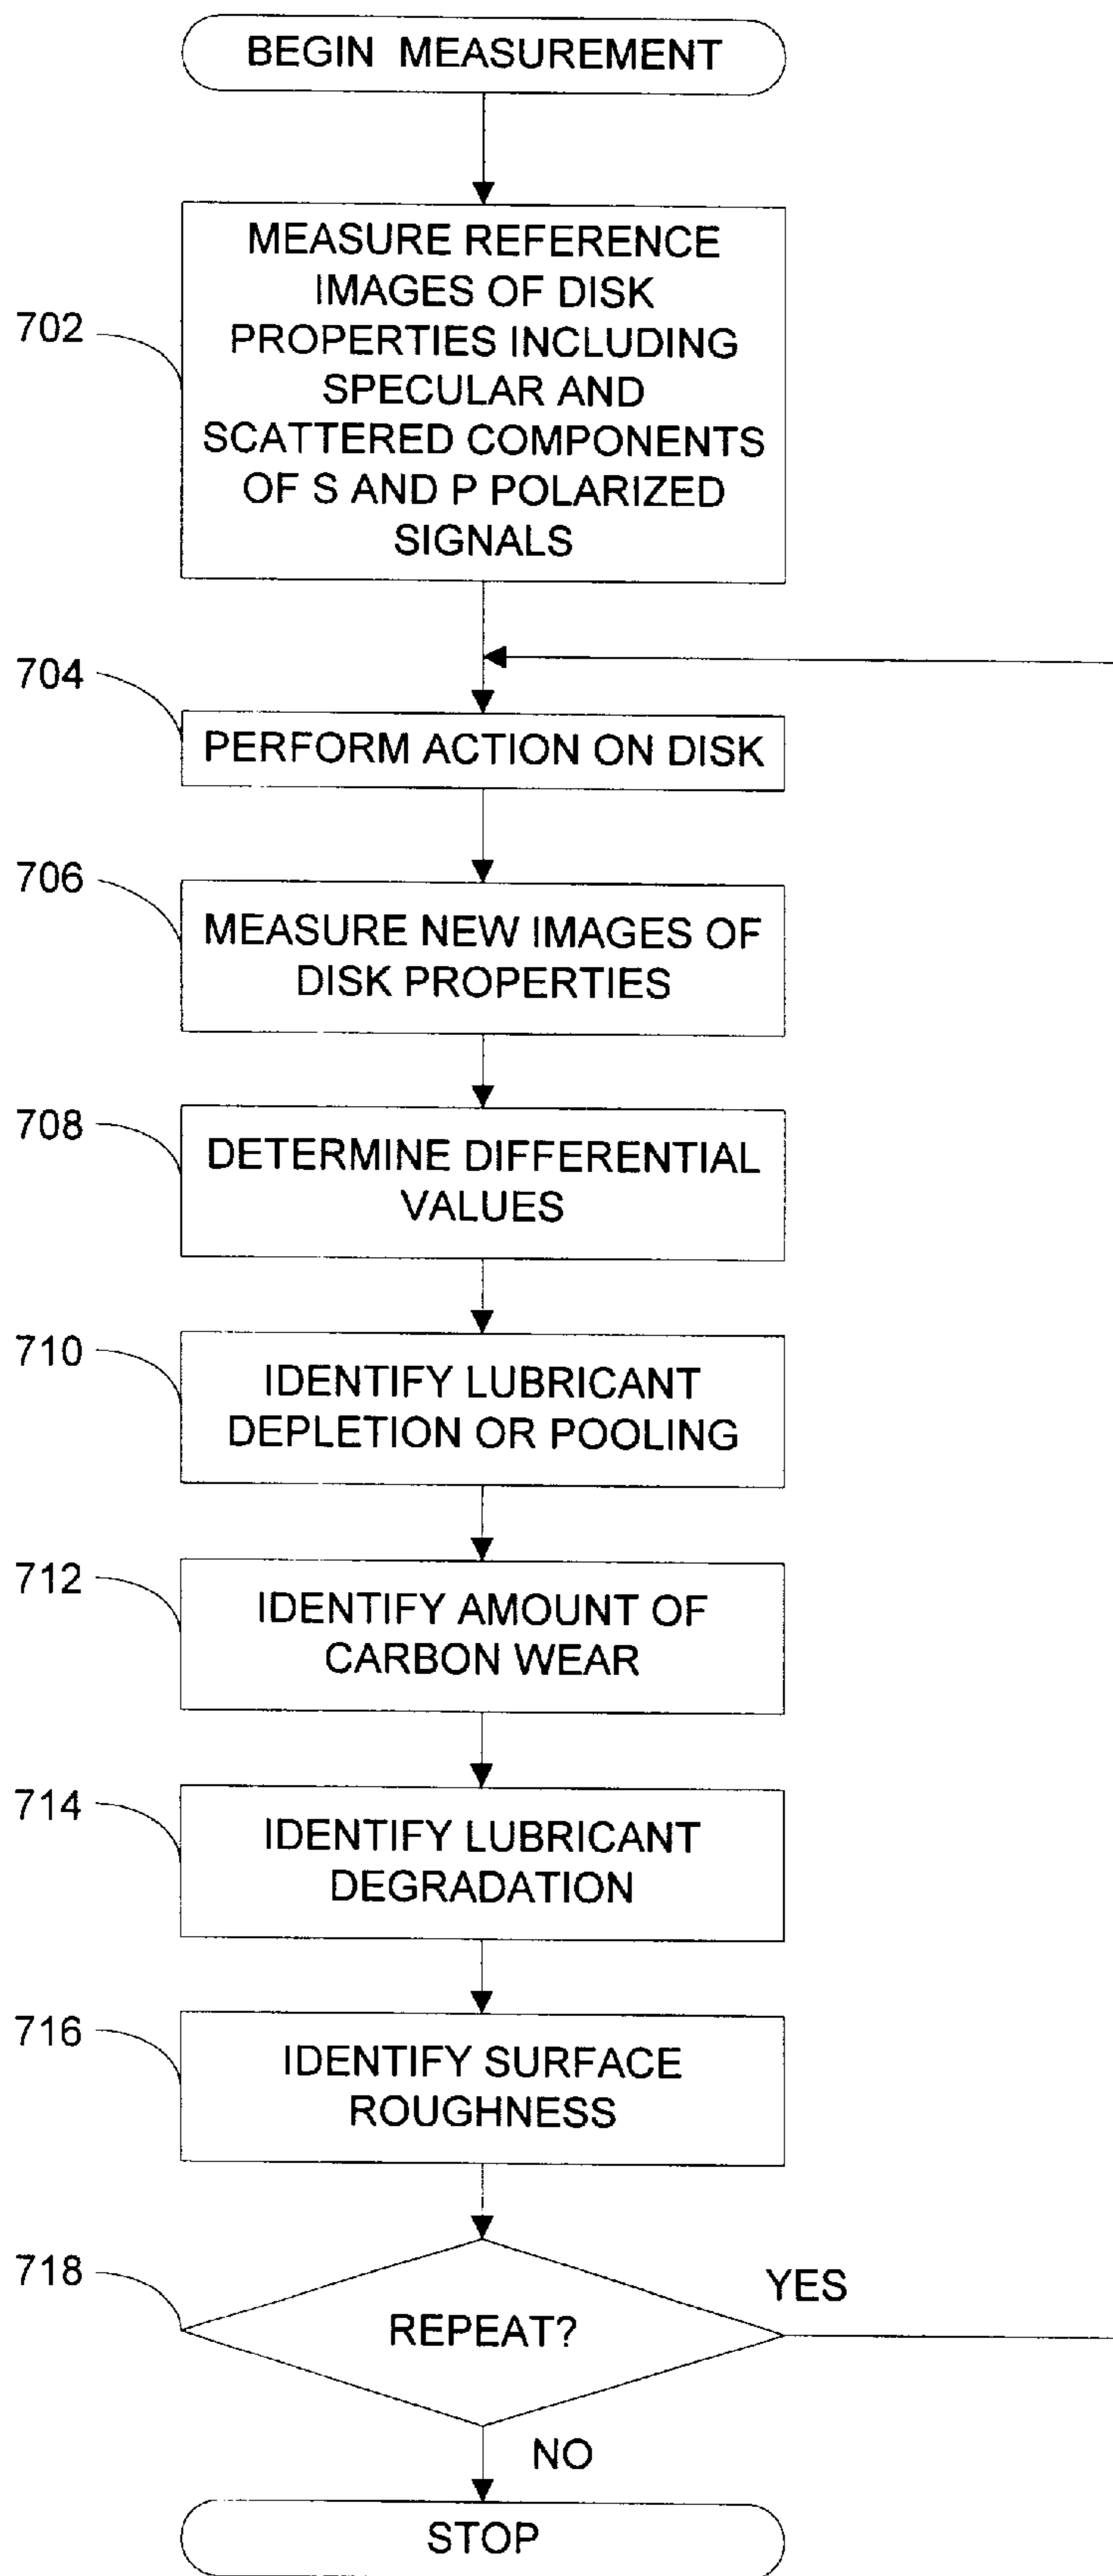 BEGIN MEASUREMENT
702
MEASURE REFERENCE
IMAGES OF DISK
PROPERTIES INCLUDING
SPECULAR AND
SCATTERED COMPONENTS
OF S AND P POLARIZED
SIGNALS
704
PERFORM ACTION ON DISK
706
MEASURE NEW IMAGES OF
DISK PROPERTIES
708
DETERMINE DIFFERENTIAL
VALUES
710
IDENTIFY LUBRICANT
DEPLETION OR POOLING
712
IDENTIFY AMOUNT OF
CARBON WEAR
714
IDENTIFY LUBRICANT
DEGRADATION
716
IDENTIFY SURFACE
ROUGHNESS
718
REPEAT?
YES
NO
STOP